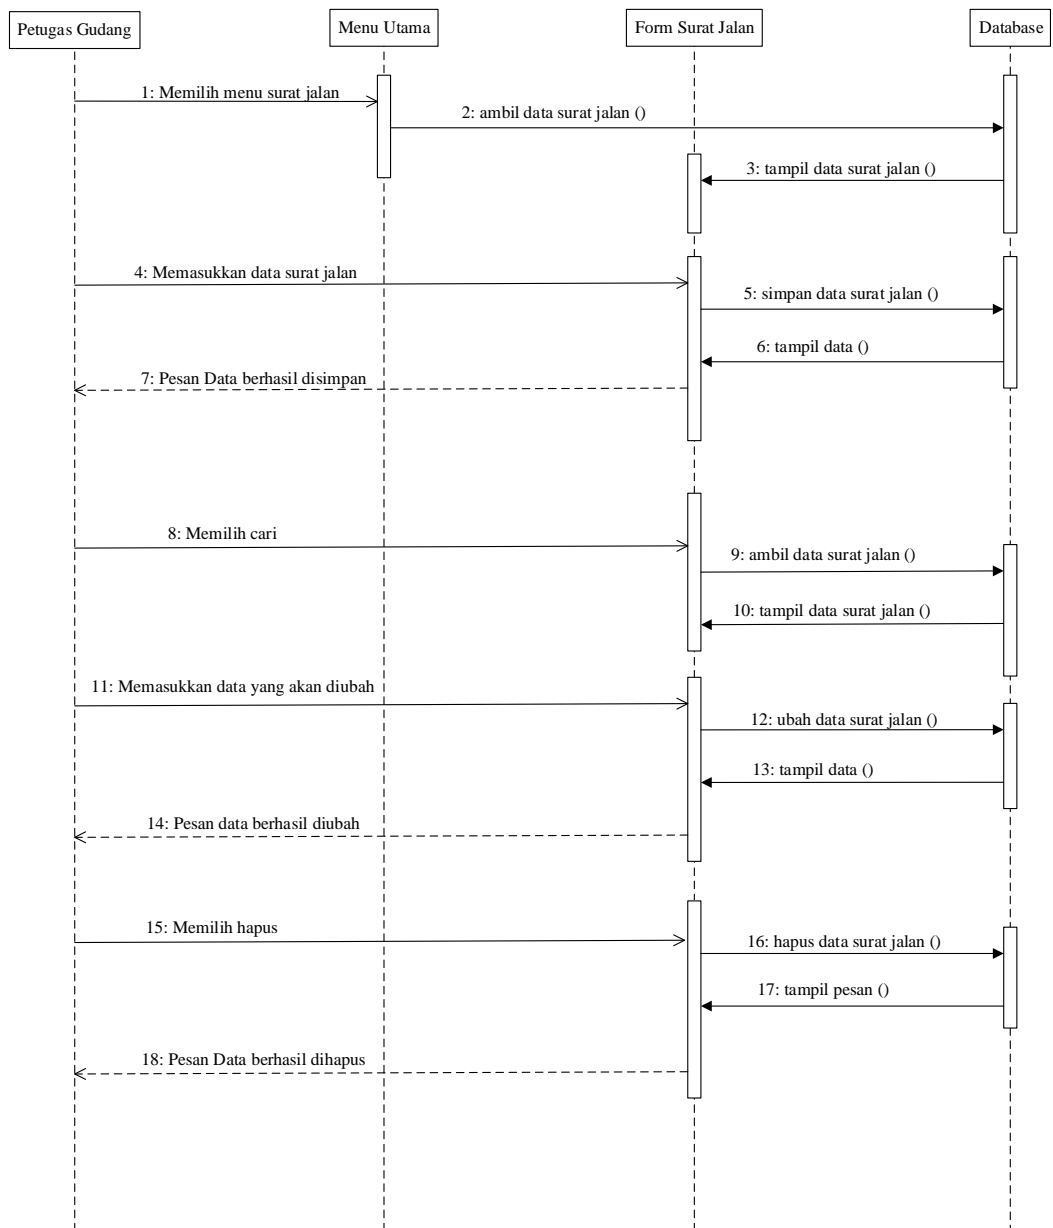 Petugas Gudang
Menu Utama
Form Surat Jalan
Database
1: Memilih menu surat jalan
2: ambil data surat jalan ()
3: tampil data surat jalan ()
4: Memasukkan data surat jalan
5: simpan data surat jalan ()
6: tampil data ()
7: Pesan Data berhasil disimpan
8: Memilih cari
9: ambil data surat jalan ()
10: tampil data surat jalan ()
11: Memasukkan data yang akan diubah
12: ubah data surat jalan ()
13: tampil data ()
14: Pesan data berhasil diubah
15: Memilih hapus
16: hapus data surat jalan ()
17: tampil pesan ()
18: Pesan Data berhasil dihapus